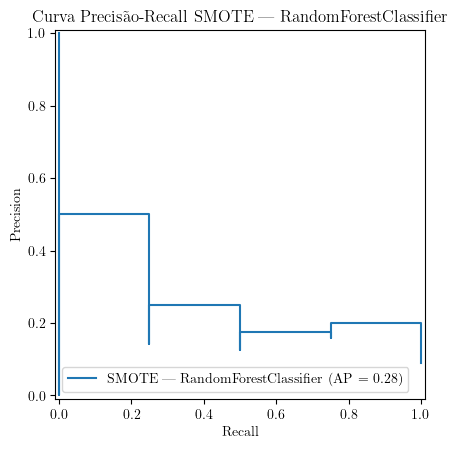 Curva Precisão-Recall SMOTE — RandomForestClassifier
1.0
0.8
0.6
0.4
0.2
0.0
Precision
SMOTE — RandomForestClassifier (AP = 0.28)
0.0 0.2 0.4 0.6 0.8 1.0
Recall